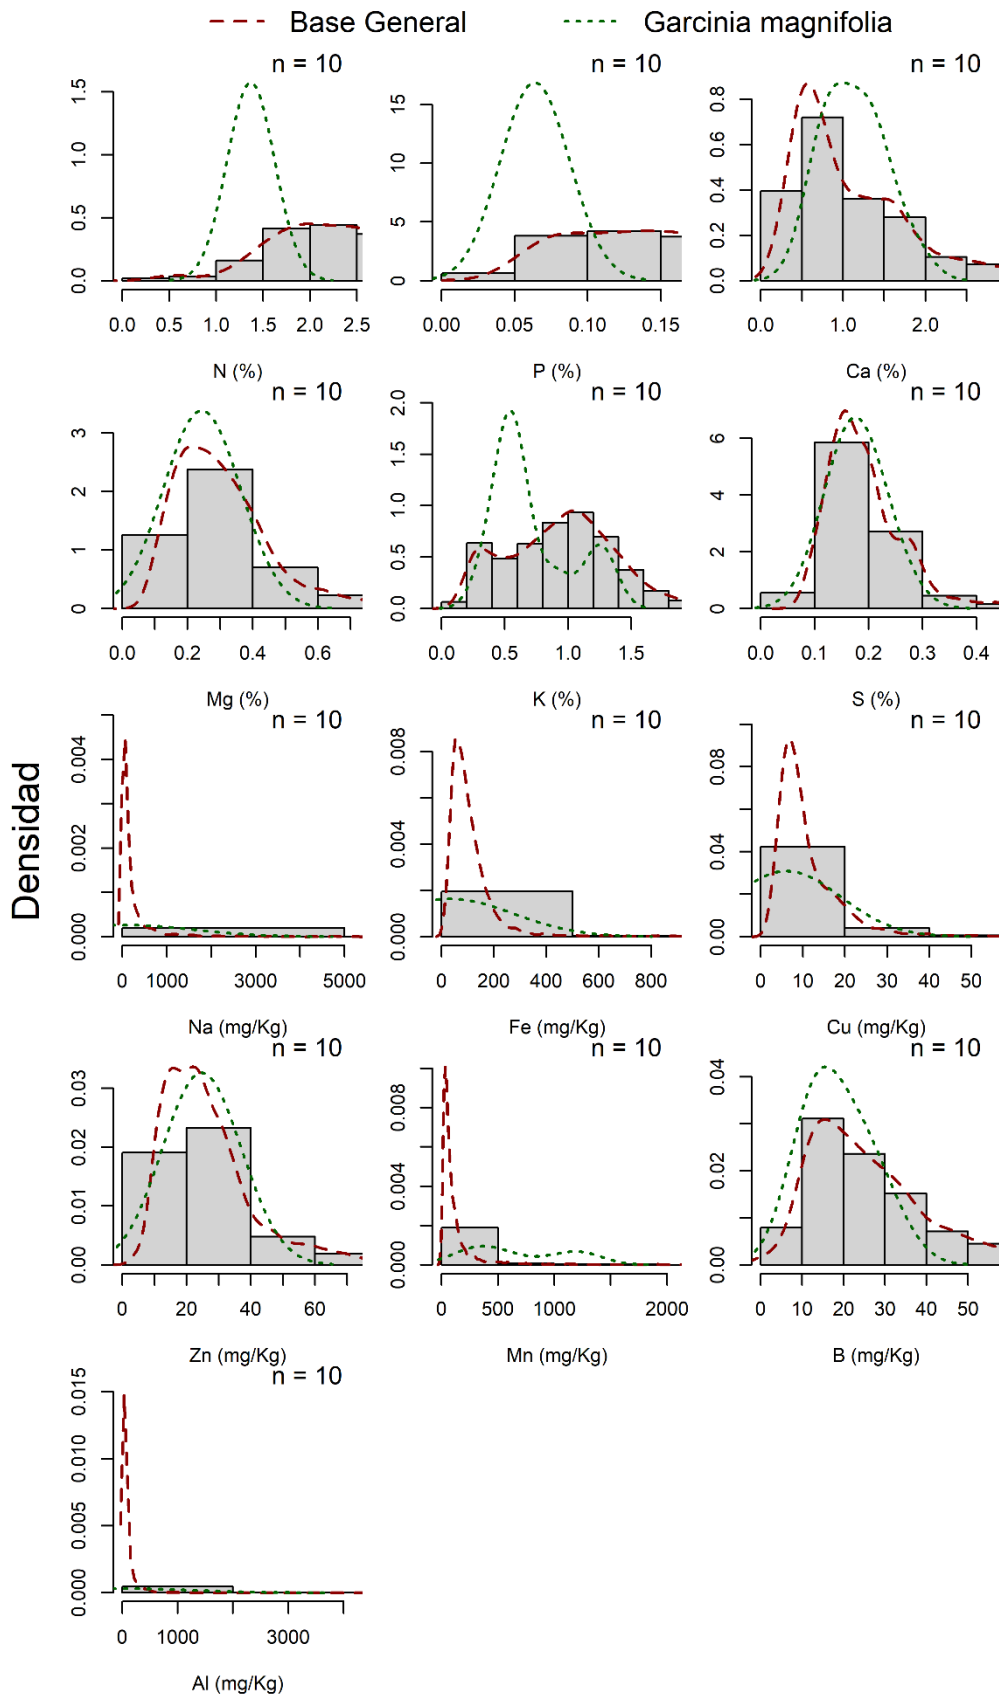 Base General Garcinia magnifolia
n = 10 n = 10 n = 10
0.0 0.5 1.0 1.5
0 5 10 15
0.0 0.2 0.4 0.6 0.8
0.0 0.5 1.0 1.5 2.0 2.5
0.00 0.05 0.10 0.15
0.0 1.0 2.0
N (%) P (%) Ca (%)
n = 10 n = 10 n = 10
0 1 2 3
0.0 0.5 1.0 1.5 2.0
0 2 4 6
0.0 0.2 0.4 0.6
0.0 0.5 1.0 1.5
0.0 0.1 0.2 0.3 0.4
Mg (%) K (%) S (%)
Densidad
n = 10 n = 10 n = 10
0.000 0.002 0.004
0.000 0.004 0.008
0.00 0.04 0.08
0 1000 3000 5000
0 200 400 600 800
0 10 20 30 40 50
Na (mg/Kg) Fe (mg/Kg) Cu (mg/Kg)
n = 10 n = 10 n = 10
0.00 0.01 0.02 0.03
0.000 0.004 0.008
0.00 0.02 0.04
0 20 40 60
0 500 1000 2000
0 10 20 30 40 50
Zn (mg/Kg) Mn (mg/Kg) B (mg/Kg)
n = 10
0.000 0.005 0.010 0.015
0 1000 3000
Al (mg/Kg)